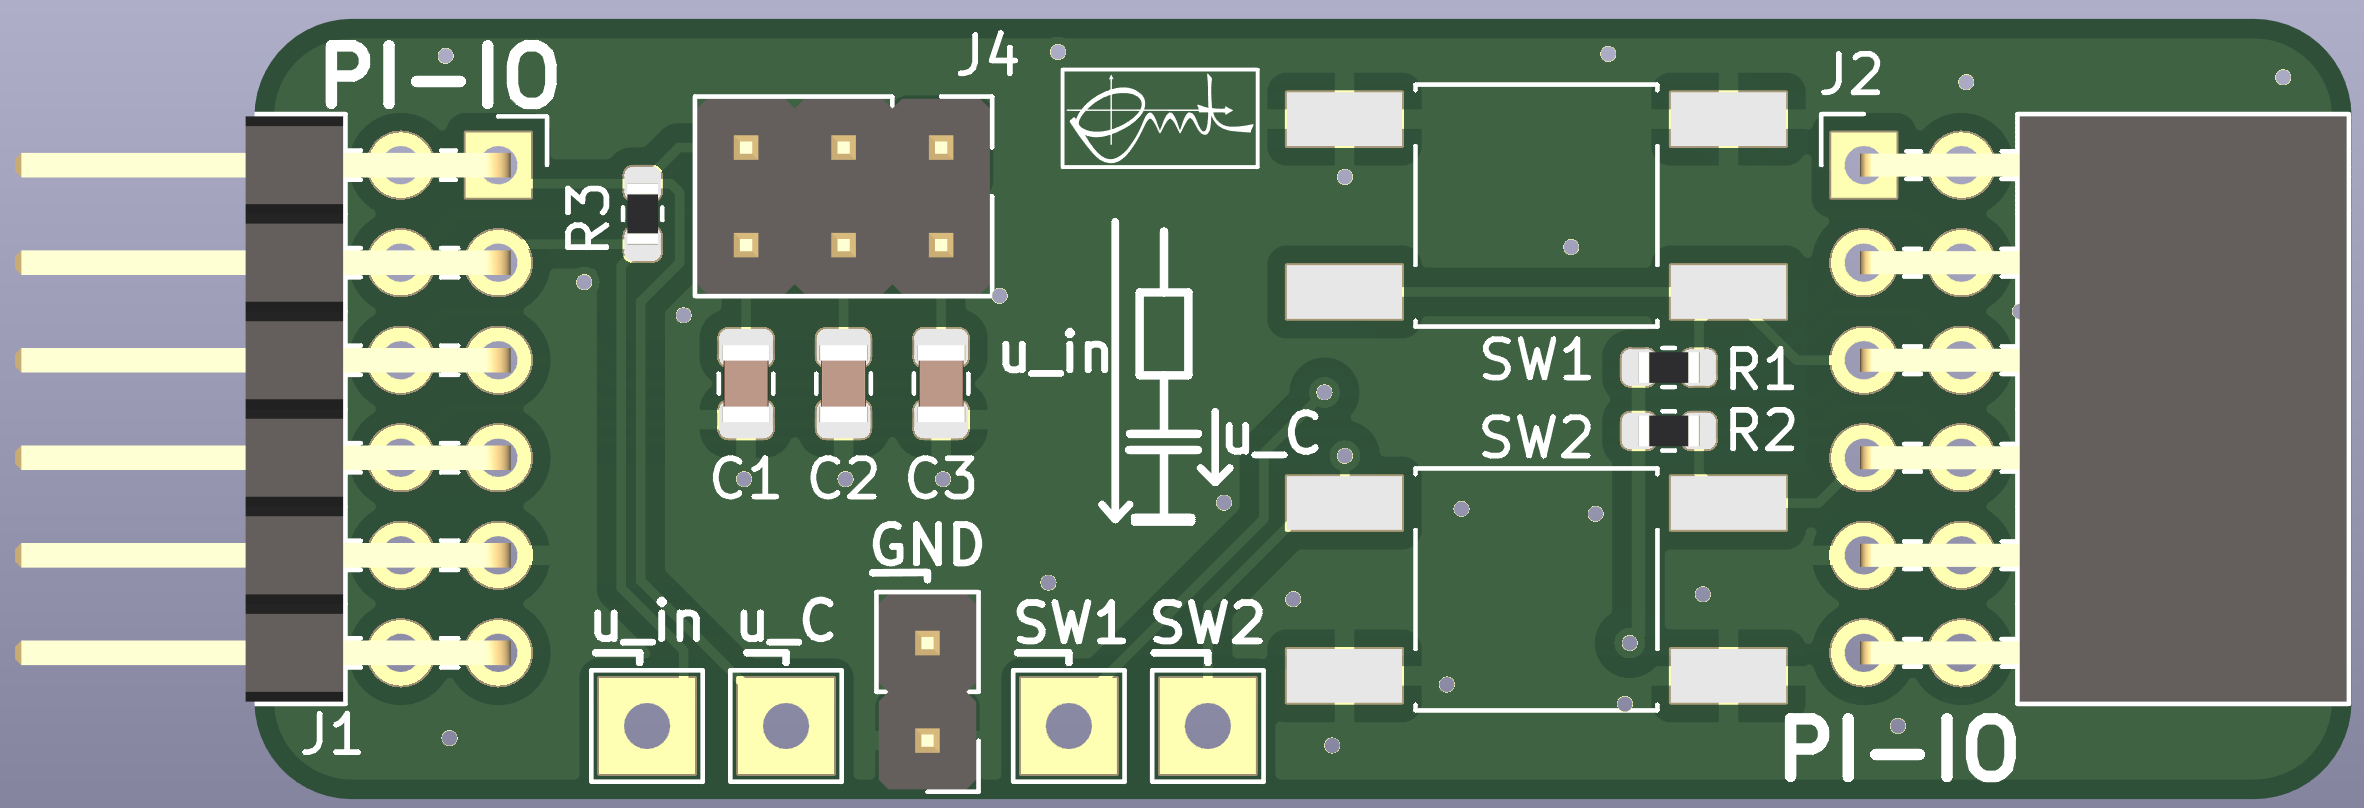 PI-IO
J4
J2
R3
u_in
SW1
R1
SW2
R2
u_C
C1 C2 C3
GND
u_in u_C
SW1 SW2
J1
PI-IO